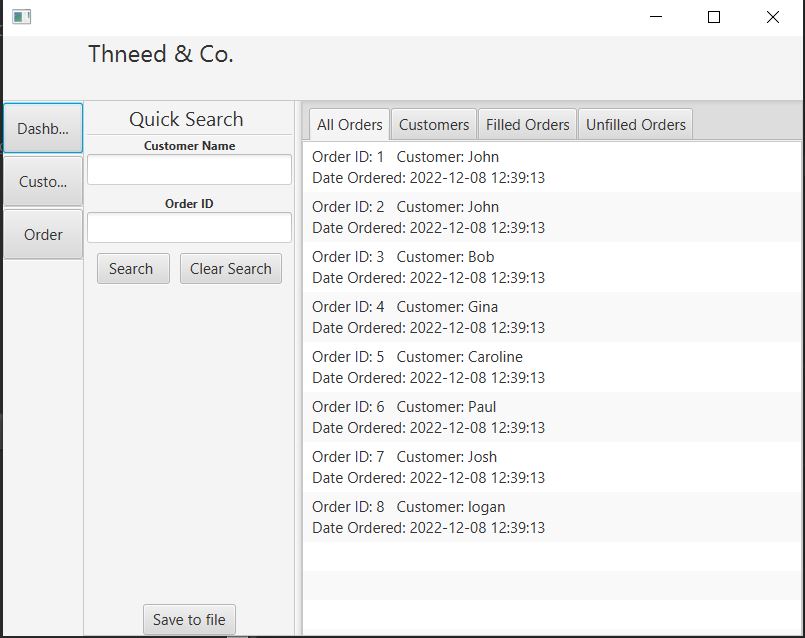 Thneed & Co.
Dashb...
Custo...
Order
Quick Search
Customer Name
Order ID
Search Clear Search
Save to file
All Orders Customers Filled Orders Unfilled Orders
Order ID: 1 Customer: John
Date Ordered: 2022-12-08 12:39:13
Order ID: 2 Customer: John
Date Ordered: 2022-12-08 12:39:13
Order ID: 3 Customer: Bob
Date Ordered: 2022-12-08 12:39:13
Order ID: 4 Customer: Gina
Date Ordered: 2022-12-08 12:39:13
Order ID: 5 Customer: Caroline
Date Ordered: 2022-12-08 12:39:13
Order ID: 6 Customer: Paul
Date Ordered: 2022-12-08 12:39:13
Order ID: 7 Customer: Josh
Date Ordered: 2022-12-08 12:39:13
Order ID: 8 Customer: logan
Date Ordered: 2022-12-08 12:39:13